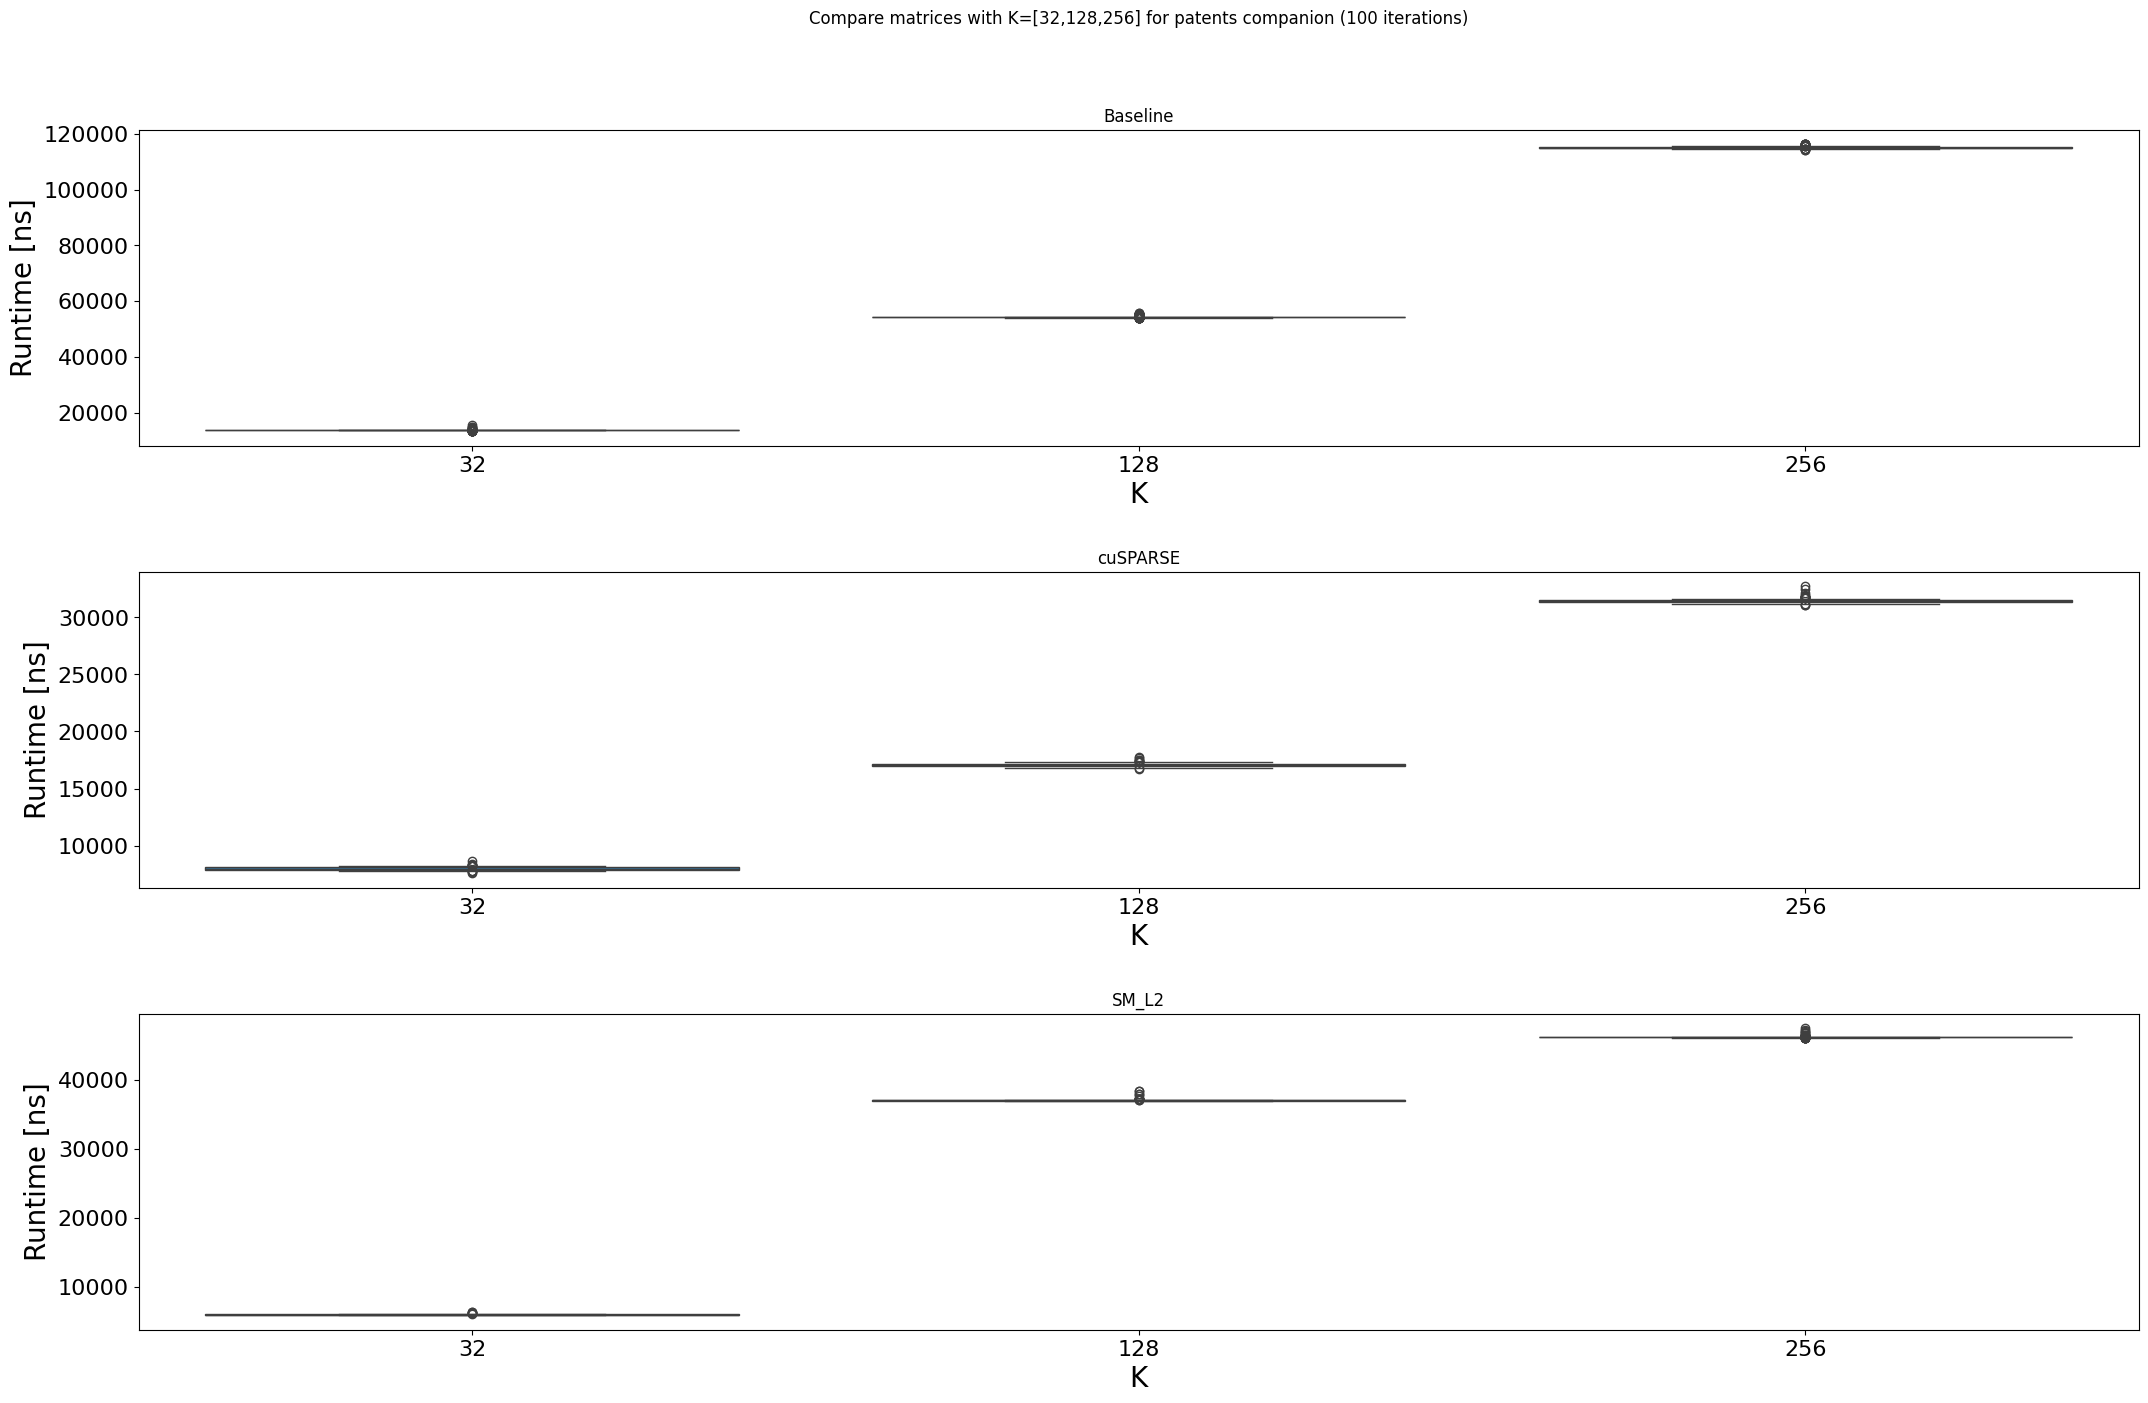 Compare matrices with K=[32,128,256] for patents companion (100 iterations)
Baseline
Runtime [ns]
120000
100000
80000
60000
40000
20000
32 128 256
K
cuSPARSE
Runtime [ns]
30000
25000
20000
15000
10000
32 128 256
K
SM_L2
Runtime [ns]
40000
30000
20000
10000
32 128 256
K